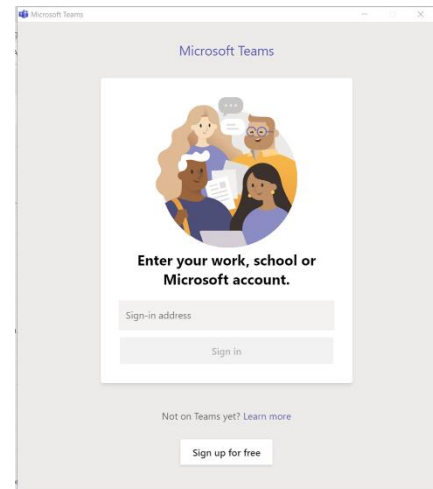 Microsoft Teams
Microsoft Teams
Enter your work, school or
Microsoft account.
Sign-in address
Sign in
Not on Teams yet? Learn more
Sign up for free